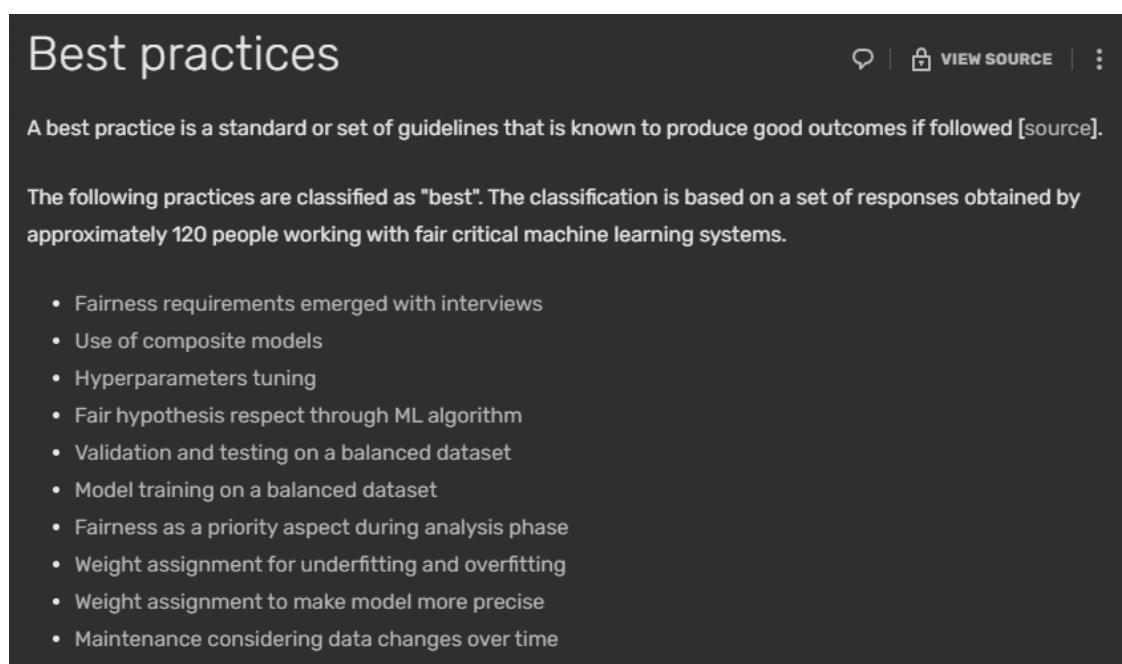 Best practices
VIEW SOURCE
A best practice is a standard or set of guidelines that is known to produce good outcomes if followed [source].
The following practices are classified as "best". The classification is based on a set of responses obtained by
approximately 120 people working with fair critical machine learning systems.
• Fairness requirements emerged with interviews
• Use of composite models
• Hyperparameters tuning
• Fair hypothesis respect through ML algorithm
• Validation and testing on a balanced dataset
• Model training on a balanced dataset
• Fairness as a priority aspect during analysis phase
• Weight assignment for underfitting and overfitting
• Weight assignment to make model more precise
• Maintenance considering data changes over time